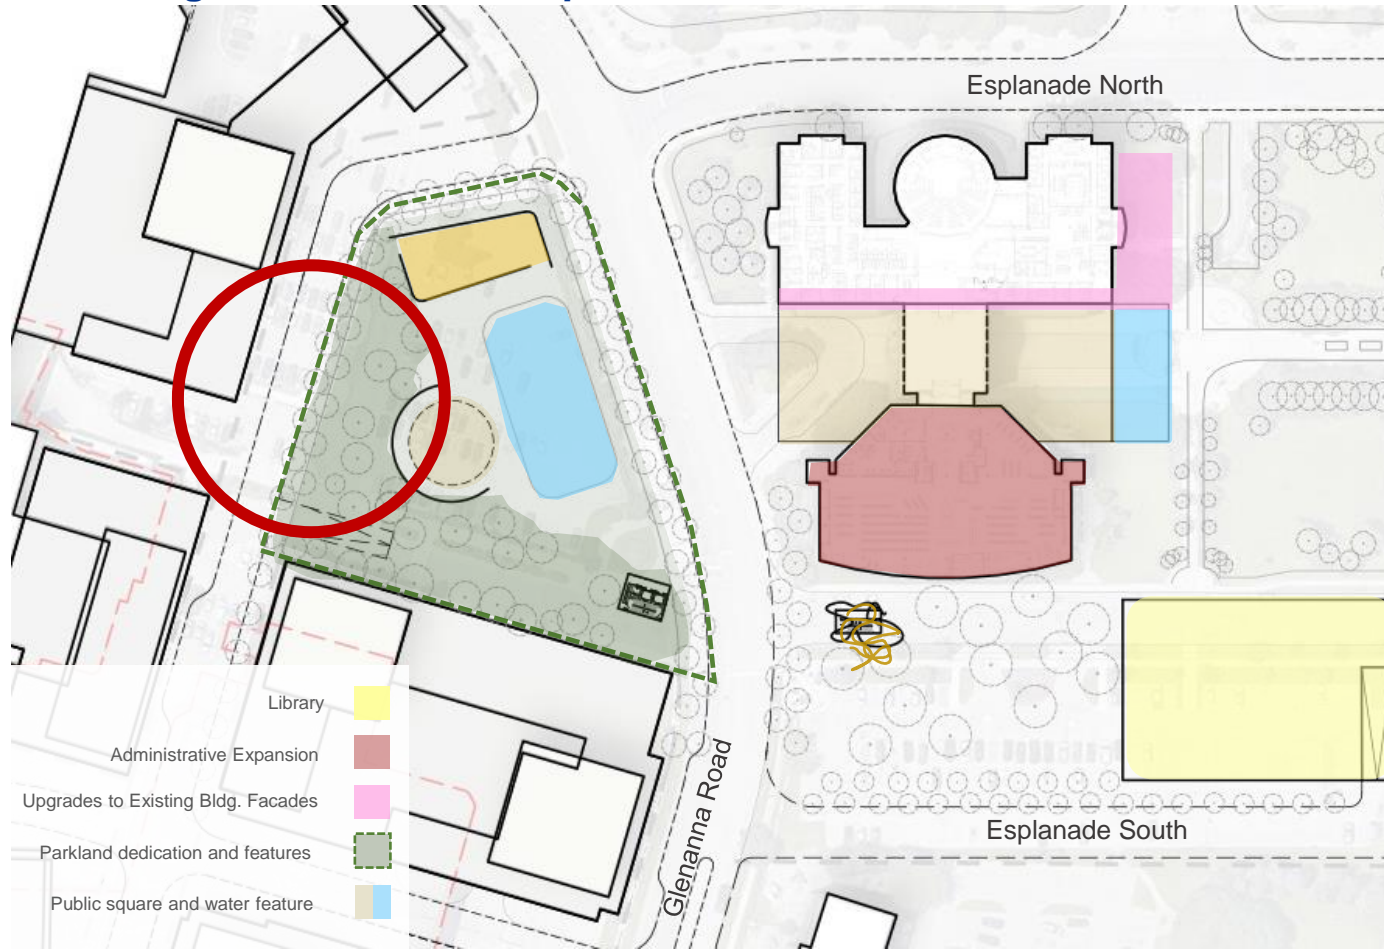 Esplanade North
Library
Administrative Expansion
Upgrades to Existing Bldg. Facades
Parkland dedication and features
Public square and water feature
Glenanna Road
Esplanade South